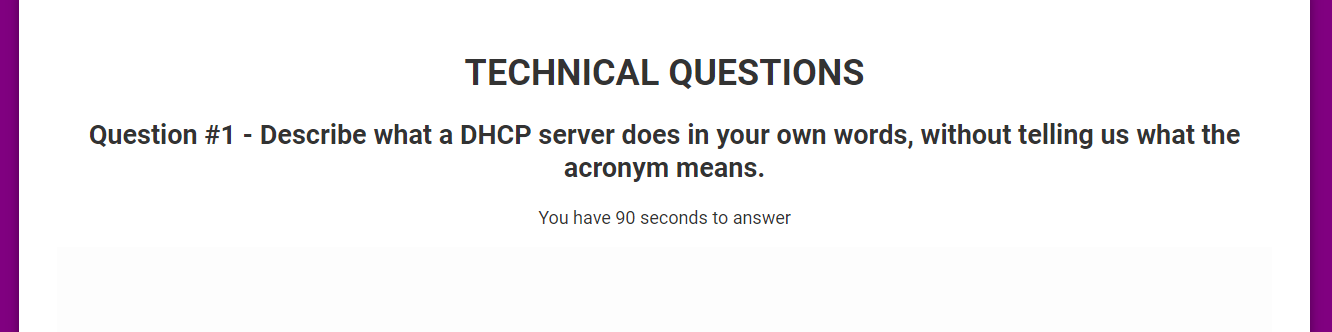 TECHNICAL QUESTIONS
Question #1 - Describe what a DHCP server does in your own words, without telling us what the
acronym means.
You have 90 seconds to answer